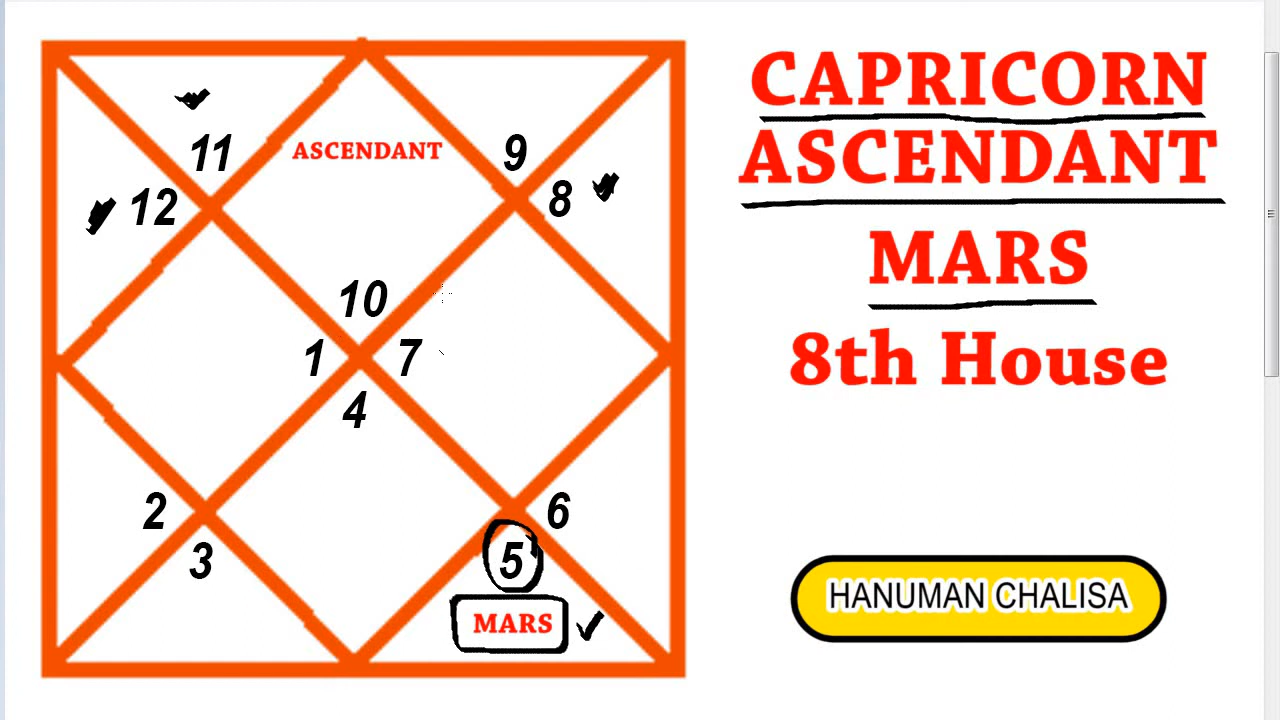 CAPRICORN
ASCENDANT
MARS
8th House
HANUMAN CHALISA
11
ASCENDANT
9
12
8
10
1
7
4
2
6
3
5
MARS